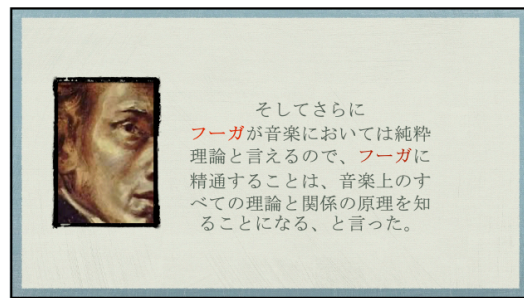 そしてさらに
フーガが音楽においては純粋
理論と言えるので、フーガに
精通することは、音楽上のす
べての理論と関係の原理を知
ることになる、と言った。